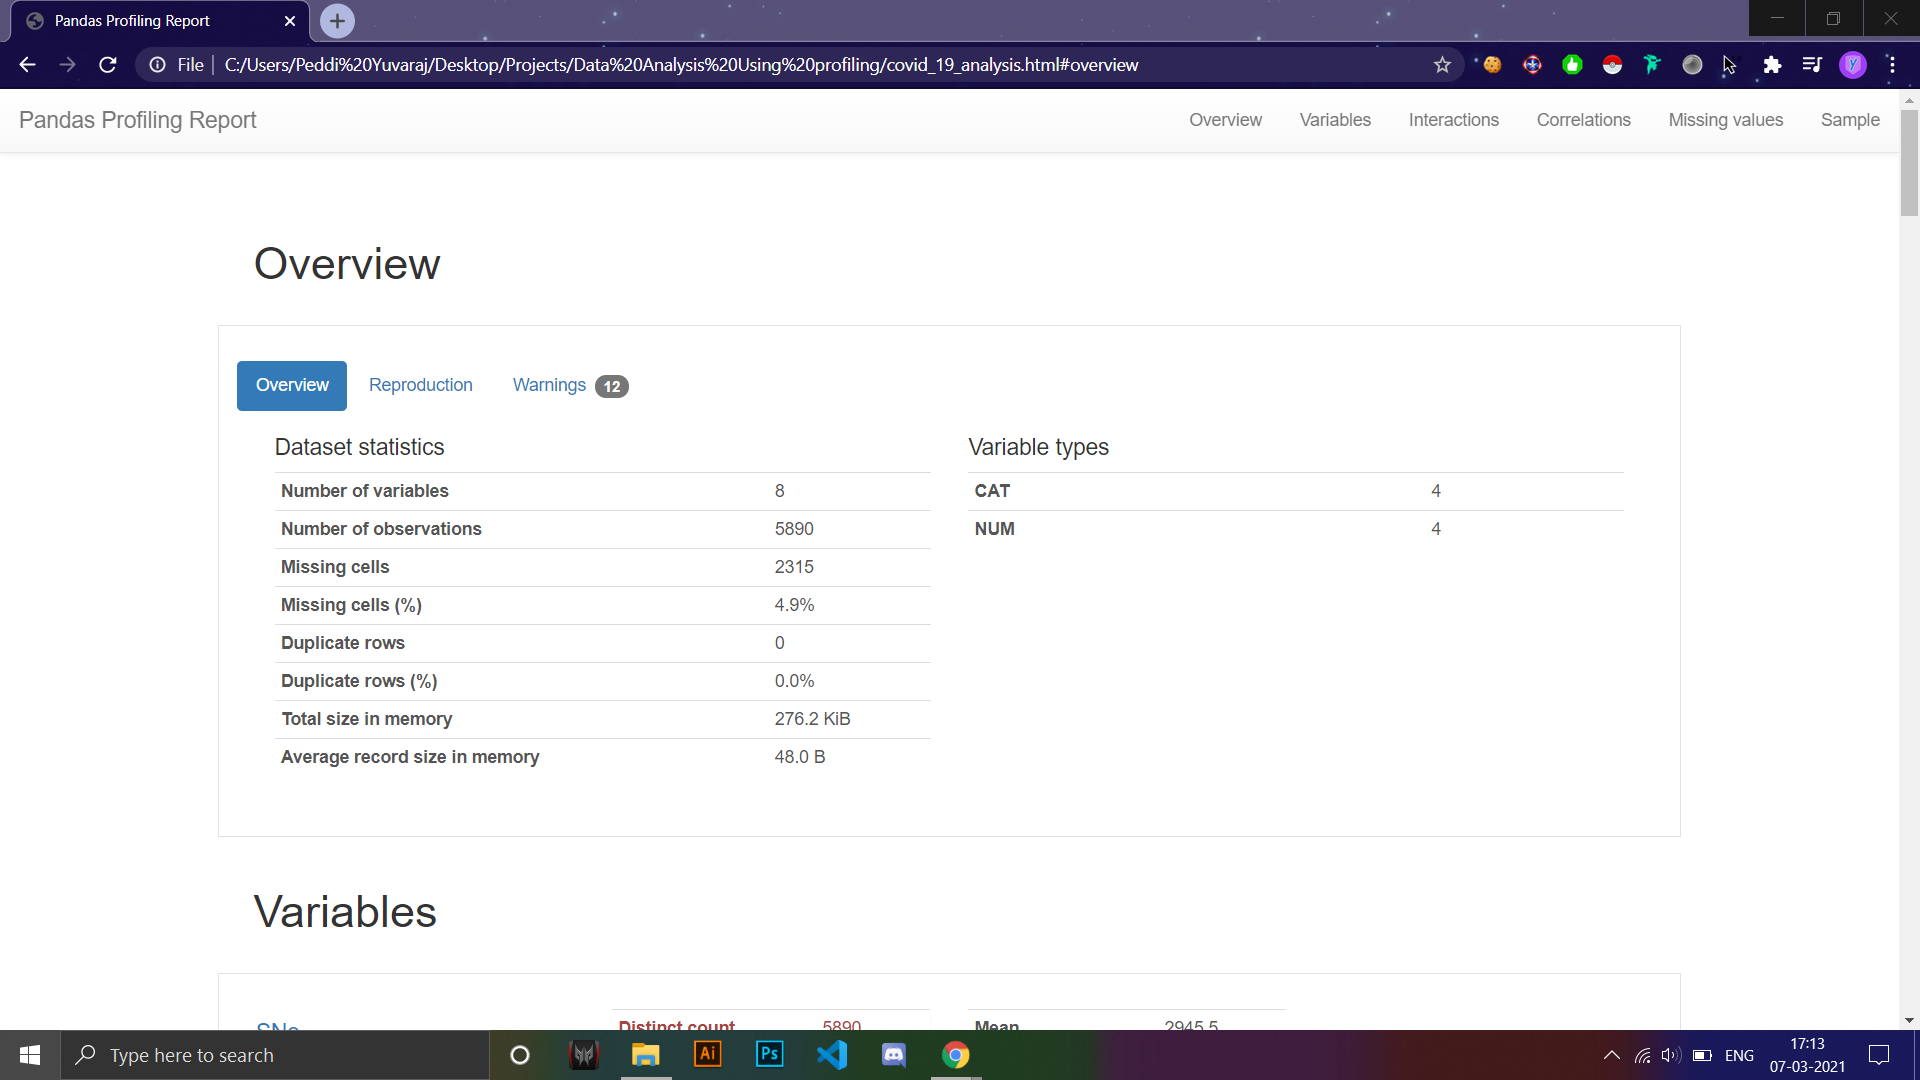 Pandas Profiling Report
File
C:/Users/Peddi%20Yuvaraj/Desktop/Projects/Data%20Analysis%20Using%20profiling/covid_19_analysis.html#overview
Pandas Profiling Report
Overview Variables Interactions Correlations Missing values Sample
Overview
Overview Reproduction Warnings 12
Dataset statistics
Number of variables 8
Number of observations 5890
Missing cells 2315
Missing cells (%) 4.9%
Duplicate rows 0
Duplicate rows (%) 0.0%
Total size in memory 276.2 KiB
Average record size in memory 48.0 B
Variable types
CAT 4
NUM 4
Variables
SNo
Distinct count 5890
Mean 2945.5
Type here to search
Ai
Ps
ENG
17:13
07-03-2021